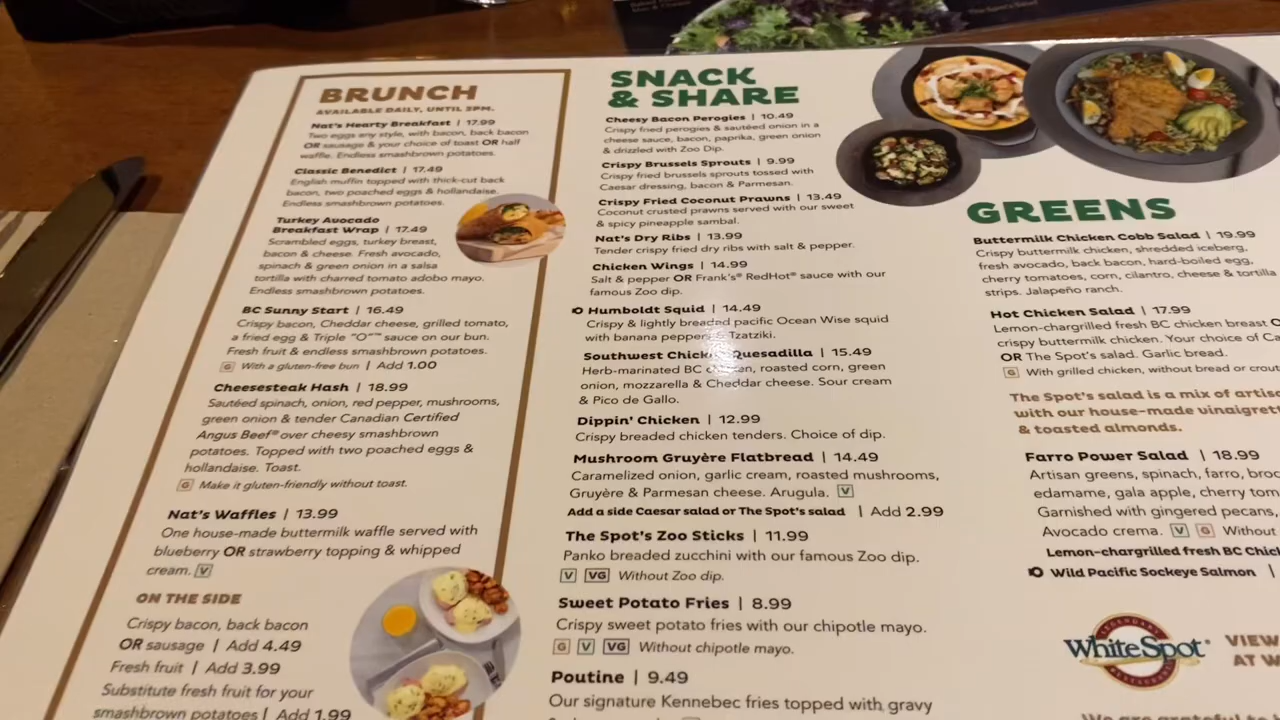 The Spot's Salad
BRUNCH
AVAILABLE DAILY, UNTIL 2PM.
Nat's Hearty Breakfast | 17.99
Two eggs any style, with bacon, back bacon
OR sausage & your choice of toast OR half
waffle. Endless smashbrown potatoes.
Classic Benedict | 17.49
English muffin topped with thick-cut back
bacon, two poached eggs & hollandaise.
Endless smashbrown potatoes.
Turkey Avocado
Breakfast Wrap | 17.49
Scrambled eggs, turkey breast,
bacon & cheese. Fresh avocado,
spinach & green onion in a salsa
tortilla with charred tomato adobo mayo.
Endless smashbrown potatoes.
BC Sunny Start | 16.49
Crispy bacon, Cheddar cheese, grilled tomato,
a fried egg & Triple "O"™ sauce on our bun.
Fresh fruit & endless smashbrown potatoes.
G With a gluten-free bun | Add 1.00
Cheesesteak Hash | 18.99
Sautéed spinach, onion, red pepper, mushrooms,
green onion & tender Canadian Certified
Angus Beef® over cheesy smashbrown
potatoes. Topped with two poached eggs &
hollandaise. Toast.
G Make it gluten-friendly without toast.
Nat's Waffles | 13.99
One house-made buttermilk waffle served with
blueberry OR strawberry topping & whipped
cream. V
ON THE SIDE
Crispy bacon, back bacon
OR sausage | Add 4.49
Fresh fruit | Add 3.99
Substitute fresh fruit for your
smashbrown potatoes | Add 1.99
SNACK
& SHARE
Cheesy Bacon Perogies | 10.49
Crispy fried perogies & sautéed onion in a
cheese sauce, bacon, paprika, green onion
& drizzled with Zoo Dip.
Crispy Brussels Sprouts | 9.99
Crispy fried brussels sprouts tossed with
Caesar dressing, bacon & Parmesan.
Crispy Fried Coconut Prawns | 13.49
Coconut crusted prawns served with our sweet
& spicy pineapple sambal.
Nat's Dry Ribs | 13.99
Tender crispy fried dry ribs with salt & pepper.
Chicken Wings | 14.99
Salt & pepper OR Frank's® RedHot® sauce with our
famous Zoo dip.
Humboldt Squid | 14.49
Crispy & lightly breaded pacific Ocean Wise squid
with banana peppers & Tzatziki.
Southwest Chicken Quesadilla | 15.49
Herb-marinated BC chicken, roasted corn, green
onion, mozzarella & Cheddar cheese. Sour cream
& Pico de Gallo.
Dippin' Chicken | 12.99
Crispy breaded chicken tenders. Choice of dip.
Mushroom Gruyère Flatbread | 14.49
Caramelized onion, garlic cream, roasted mushrooms,
Gruyère & Parmesan cheese. Arugula. V
Add a side Caesar salad or The Spot's salad | Add 2.99
The Spot's Zoo Sticks | 11.99
Panko breaded zucchini with our famous Zoo dip.
V VG Without Zoo dip.
Sweet Potato Fries | 8.99
Crispy sweet potato fries with our chipotle mayo.
G V VG Without chipotle mayo.
Poutine | 9.49
Our signature Kennebec fries topped with gravy
GREENS
Buttermilk Chicken Cobb Salad | 19.99
Crispy buttermilk chicken, shredded iceberg,
fresh avocado, back bacon, hard-boiled egg,
cherry tomatoes, corn, cilantro, cheese & tortilla
strips. Jalapeño ranch.
Hot Chicken Salad | 17.99
Lemon-chargrilled fresh BC chicken breast
crispy buttermilk chicken. Your choice of
OR The Spot's salad. Garlic bread.
G With grilled chicken, without bread or
The Spot's salad is a mix of
with our house-made
& toasted almonds.
Farro Power Salad | 18.99
Artisan greens, spinach, farro,
edamame, gala apple, cherry
Garnished with gingered pecans,
Avocado crema. V G Without
Lemon-chargrilled fresh BC
Wild Pacific Sockeye Salmon |
LEGENDARY
White Spot®
RESTAURANTS
VIEW
AT
We are grateful to